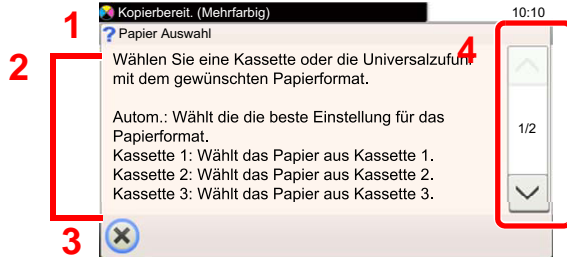 Kopierbereit. (Mehrfarbig) 10:10
1
? Papier Auswahl
2
4
Wählen Sie eine Kassette oder die Universalzufuhr
mit dem gewünschten Papierformat.
Autom.: Wählt die die beste Einstellung für das
Papierformat.
1/2
Kassette 1: Wählt das Papier aus Kassette 1.
Kassette 2: Wählt das Papier aus Kassette 2.
Kassette 3: Wählt das Papier aus Kassette 3.
3